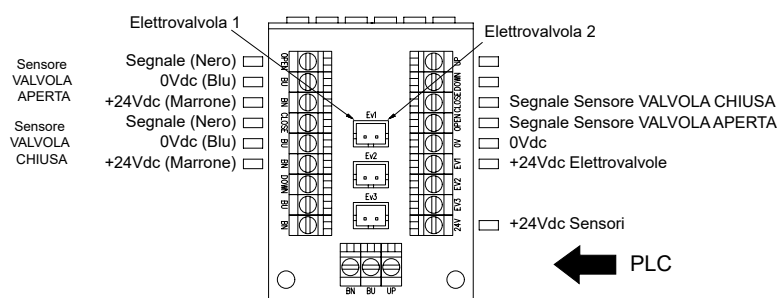 Elettrovalvola 1
Elettrovalvola 2
Sensore
VALVOLA
APERTA
Segnale (Nero)
0Vdc (Blu)
+24Vdc (Marrone)
Sensore
VALVOLA
CHIUSA
Segnale (Nero)
0Vdc (Blu)
+24Vdc (Marrone)
OPEN
BU
BN
CLOSE
BU
BN
DOWN
BU
BN
Ev1
Ev2
Ev3
UP
DOWN
CLOSE
OPEN
0V
EV1
EV2
EV3
24V
Segnale Sensore VALVOLA CHIUSA
Segnale Sensore VALVOLA APERTA
0Vdc
+24Vdc Elettrovalvole
+24Vdc Sensori
PLC
BN BU UP